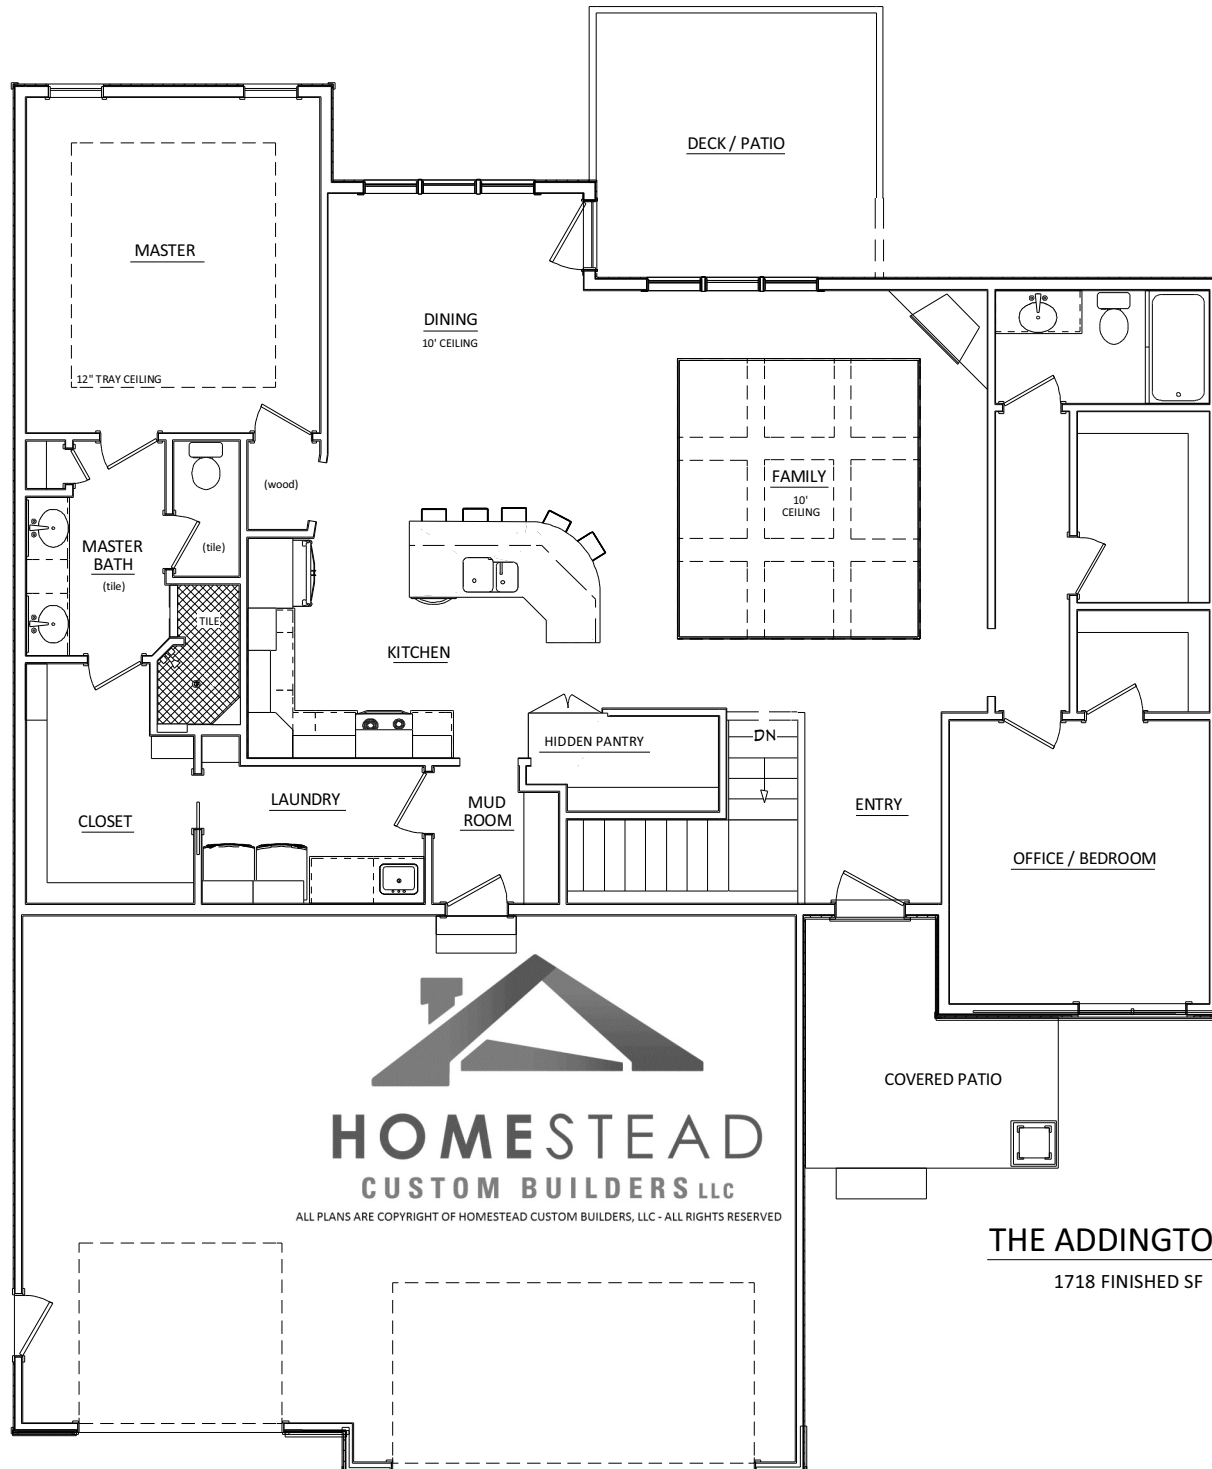 DECK / PATIO
MASTER
12" TRAY CEILING
DINING
10' CEILING
FAMILY
10'
CEILING
(wood)
MASTER
BATH
(tile)
(tile)
TILE
KITCHEN
HIDDEN PANTRY
DN
LAUNDRY
MUD
ROOM
CLOSET
ENTRY
OFFICE / BEDROOM
COVERED PATIO
HOMESTEAD
CUSTOM BUILDERS LLC
ALL PLANS ARE COPYRIGHT OF HOMESTEAD CUSTOM BUILDERS, LLC - ALL RIGHTS RESERVED
THE ADDINGTO
1718 FINISHED SF